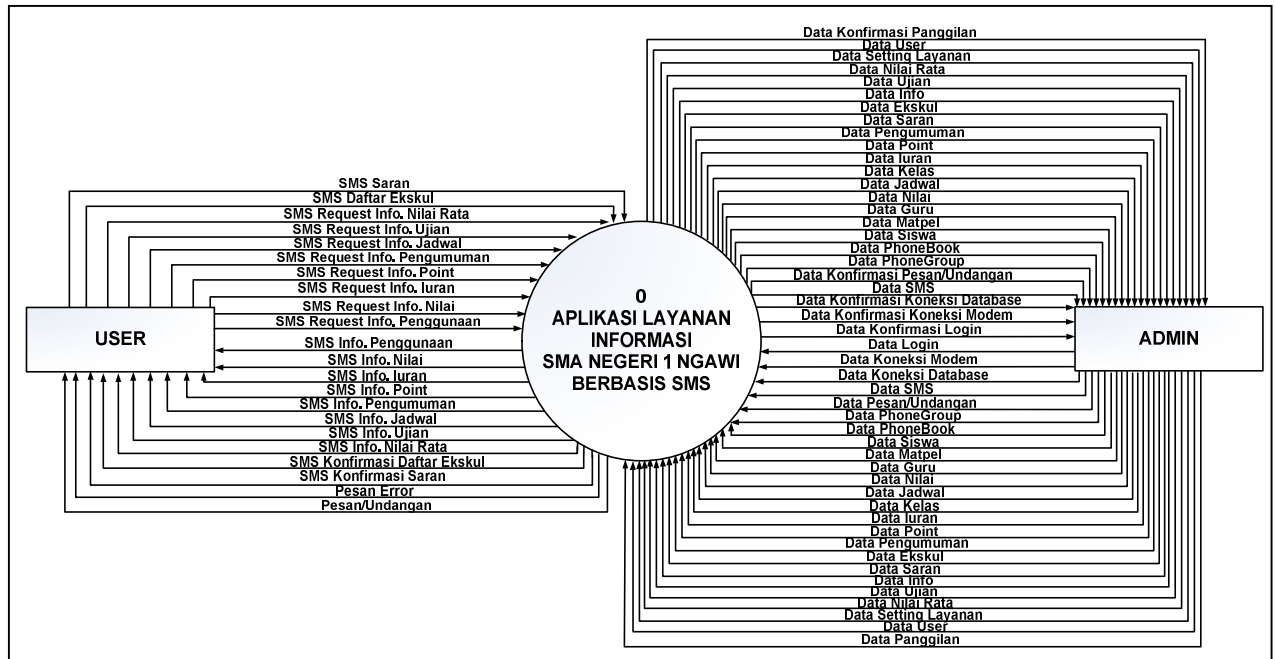 SMS Saran
SMS Daftar Ekskul
SMS Request Info. Nilai Rata
SMS Request Info. Ujian
SMS Request Info. Jadwal
SMS Request Info. Pengumuman
SMS Request Info. Point
SMS Request Info. Iuran
SMS Request Info. Nilai
SMS Request Info. Penggunaan
USER
SMS Info. Penggunaan
SMS Info. Nilai
SMS Info. Iuran
SMS Info. Point
SMS Info. Pengumuman
SMS Info. Jadwal
SMS Info. Ujian
SMS Info. Nilai Rata
SMS Konfirmasi Daftar Ekskul
SMS Konfirmasi Saran
Pesan Error
Pesan/Undangan
0
APLIKASI LAYANAN
INFORMASI
SMA NEGERI 1 NGAWI
BERBASIS SMS
Data Konfirmasi Panggilan
Data User
Data Setting Layanan
Data Nilai Rata
Data Ujian
Data Info
Data Ekskul
Data Saran
Data Pengumuman
Data Point
Data Iuran
Data Kelas
Data Jadwal
Data Nilai
Data Guru
Data Matpel
Data Siswa
Data PhoneBook
Data PhoneGroup
Data Konfirmasi Pesan/Undangan
Data SMS
Data Konfirmasi Koneksi Database
Data Konfirmasi Koneksi Modem
Data Konfirmasi Login
ADMIN
Data Login
Data Koneksi Modem
Data Koneksi Database
Data SMS
Data Pesan/Undangan
Data PhoneGroup
Data PhoneBook
Data Siswa
Data Matpel
Data Guru
Data Nilai
Data Jadwal
Data Kelas
Data Iuran
Data Point
Data Pengumuman
Data Ekskul
Data Saran
Data Info
Data Ujian
Data Nilai Rata
Data Setting Layanan
Data User
Data Panggilan